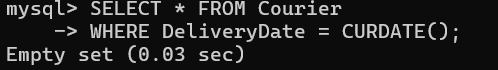 mysql> SELECT * FROM Courier
    -> WHERE DeliveryDate = CURDATE();
Empty set (0.03 sec)